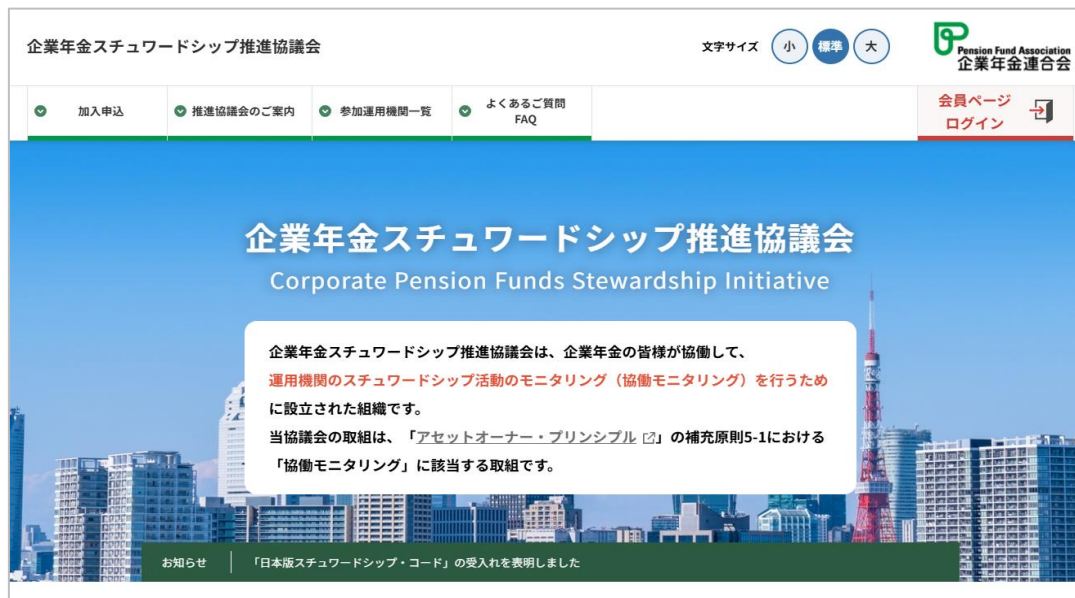 企業年金スチュワードシップ推進協議会
文字サイズ 小 標準 大
Pension Fund Association
企業年金連合会
加入申込
推進協議会のご案内
参加運用機関一覧
よくあるご質問
FAQ
会員ページ
ログイン
企業年金スチュワードシップ推進協議会
Corporate Pension Funds Stewardship Initiative
企業年金スチュワードシップ推進協議会は、企業年金の皆様が協働して、
運用機関のスチュワードシップ活動のモニタリング（協働モニタリング）を行うため
に設立された組織です。
当協議会の取組は、「アセットオーナー・プリンシプル」の補充原則5-1における
「協働モニタリング」に該当する取組です。
お知らせ 「日本版スチュワードシップ・コード」の受入れを表明しました